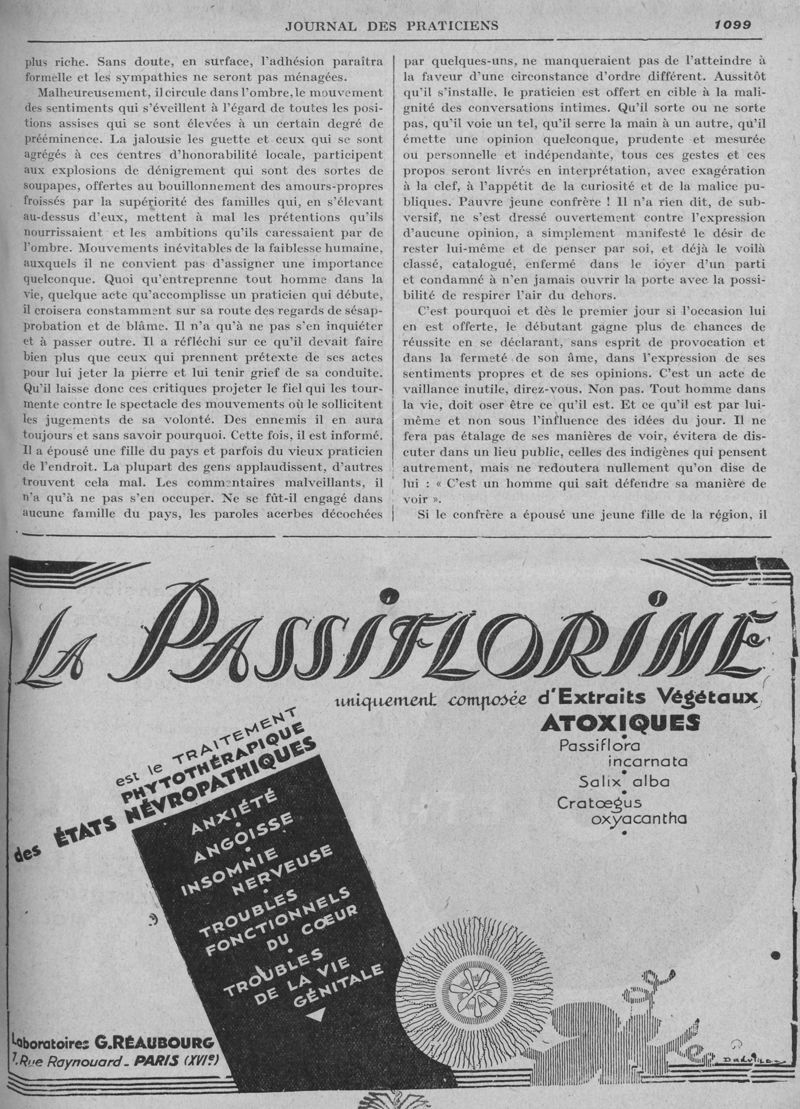 JOURNAL DES PRATICIENS
1099
plus riche. Sans doute, en surface, l'adhésion paraîtra
formelle et les sympathies ne seront pas ménagées.
Malheureusement, il circule dans l'ombre, le mouvement
des sentiments qui s'éveillent à l'égard de toutes les posi-
tions assises qui se sont élevées à un certain degré de
prééminence. La jalousie les guette et ceux qui se sont
agrégés à ces centres d'honorabilité locale, participent
aux explosions de dénigrement qui sont des sortes de
soupapes, offertes au bouillonnement des amours-propres
froissés par la supériorité des familles qui, en s'élevant
au-dessus d'eux, mettent à mal les prétentions qu'ils
nourrissaient et les ambitions qu'ils caressaient par de
l'ombre. Mouvements inévitables de la faiblesse humaine,
auxquels il ne convient pas d'assigner une importance
quelconque. Quoi qu'entreprenne tout homme dans la
vie, quelque acte qu'accomplisse un praticien qui débute,
il croisera constamment sur sa route des regards de désap-
probation et de blâme. Il n'a qu'à ne pas s'en inquiéter
et à passer outre. Il a réfléchi sur ce qu'il devait faire
bien plus que ceux qui prennent prétexte de ses actes
pour lui jeter la pierre et lui tenir grief de sa conduite.
Qu'il laisse donc ces critiques projeter le fiel qui les tour-
mente contre le spectacle des mouvements où le sollicitent
les jugements de sa volonté. Des ennemis il en aura
toujours et sans savoir pourquoi. Cette fois, il est informé.
Il a épousé une fille du pays et parfois du vieux praticien
de l'endroit. La plupart des gens applaudissent, d'autres
trouvent cela mal. Les commentaires malveillants, il
n'a qu'à ne pas s'en occuper. Ne se fût-il engagé dans
aucune famille du pays, les paroles acerbes décochées
par quelques-uns, ne manqueraient pas de l'atteindre à
la faveur d'une circonstance d'ordre différent. Aussitôt
qu'il s'installe, le praticien est offert en cible à la mali-
gnité des conversations intimes. Qu'il sorte ou ne sorte
pas, qu'il voie un tel, qu'il serre la main à un autre, qu'il
émette une opinion quelconque, prudente et mesurée
ou personnelle et indépendante, tous ces gestes et ces
propos seront livrés en interprétation, avec exagération
à la clef, à l'appétit de la curiosité et de la malice pu-
bliques. Pauvre jeune confrère ! Il n'a rien dit, de sub-
versif, ne s'est dressé ouvertement contre l'expression
d'aucune opinion, a simplement manifesté le désir de
rester lui-même et de penser par soi, et déjà le voilà
classé, catalogué, enfermé dans le foyer d'un parti
et condamné à n'en jamais ouvrir la porte avec la possi-
bilité de respirer l'air du dehors.
C'est pourquoi et dès le premier jour si l'occasion lui
en est offerte, le débutant gagne plus de chances de
réussite en se déclarant, sans esprit de provocation et
dans la fermeté de son âme, dans l'expression de ses
sentiments propres et de ses opinions. C'est un acte de
vaillance inutile, direz-vous. Non pas. Tout homme dans
la vie, doit oser être ce qu'il est. Et ce qu'il est par lui-
même et non sous l'influence des idées du jour. Il ne
fera pas étalage de ses manières de voir, évitera de dis-
cuter dans un lieu public, celles des indigènes qui pensent
autrement, mais ne redoutera nullement qu'on dise de
lui : « C'est un homme qui sait défendre sa manière de
voir ».
Si le confrère a épousé une jeune fille de la région, il
LA PASSIFLORINE
uniquement composée d'Extraits Végétaux
ATOXIQUES
Passiflora
incarnata
Salix alba
Cratœgus
oxyacantha
est le TRAITEMENT
PHYTOTHÉRAPIQUE
des ÉTATS NÉVROPATHIQUES
ANXIÉTÉ
ANGOISSE
INSOMNIE
NERVEUSE
TROUBLES
FONCTIONNELS
DU CŒUR
TROUBLES
DE LA VIE
GÉNITALE
Laboratoires G.RÉAUBOURG
7. Rue Raynouard - PARIS (XVIe)